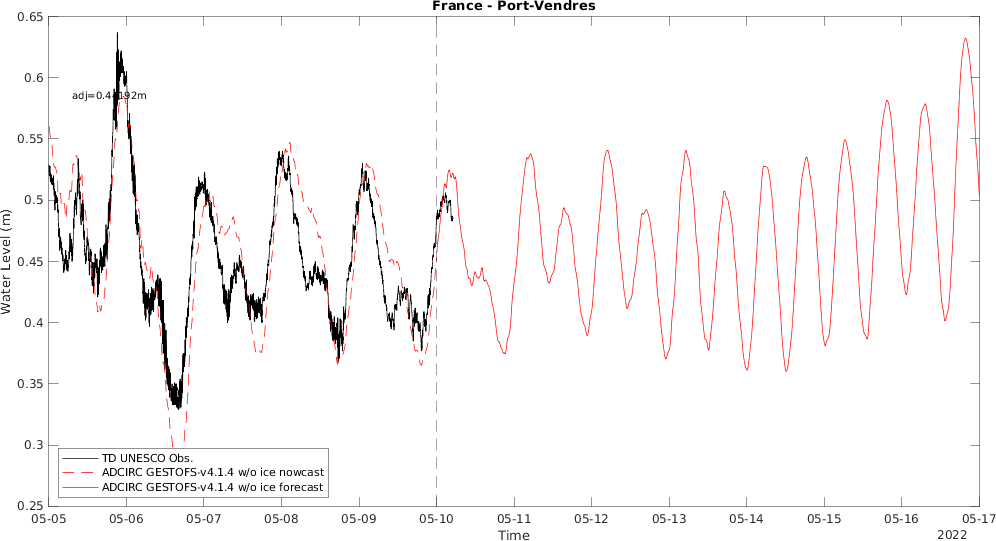 France - Port-Vendres
0.65
0.6
0.55
0.5
0.45
0.4
0.35
0.3
0.25
Water Level (m)
TD UNESCO Obs.
ADCIRC GESTOFS-v4.1.4 w/o ice nowcast
ADCIRC GESTOFS-v4.1.4 w/o ice forecast
05-05 05-06 05-07 05-08 05-09 05-10 05-11 05-12 05-13 05-14 05-15 05-16 05-17
Time
2022